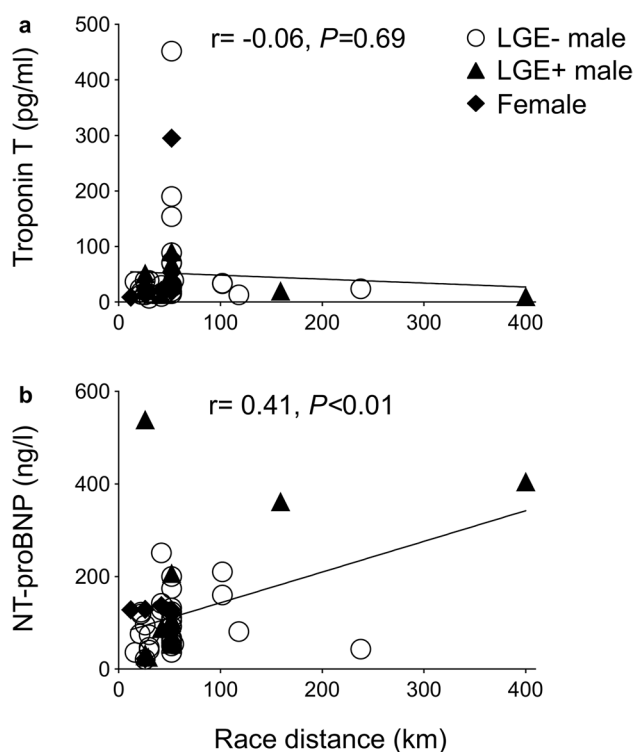 a
r= -0.06, P=0.69
LGE- male
LGE+ male
Female
Troponin T (pg/ml)
500
400
300
200
100
0
0 100 200 300 400
b
r= 0.41, P<0.01
NT-proBNP (ng/l)
600
400
200
0
0 100 200 300 400
Race distance (km)